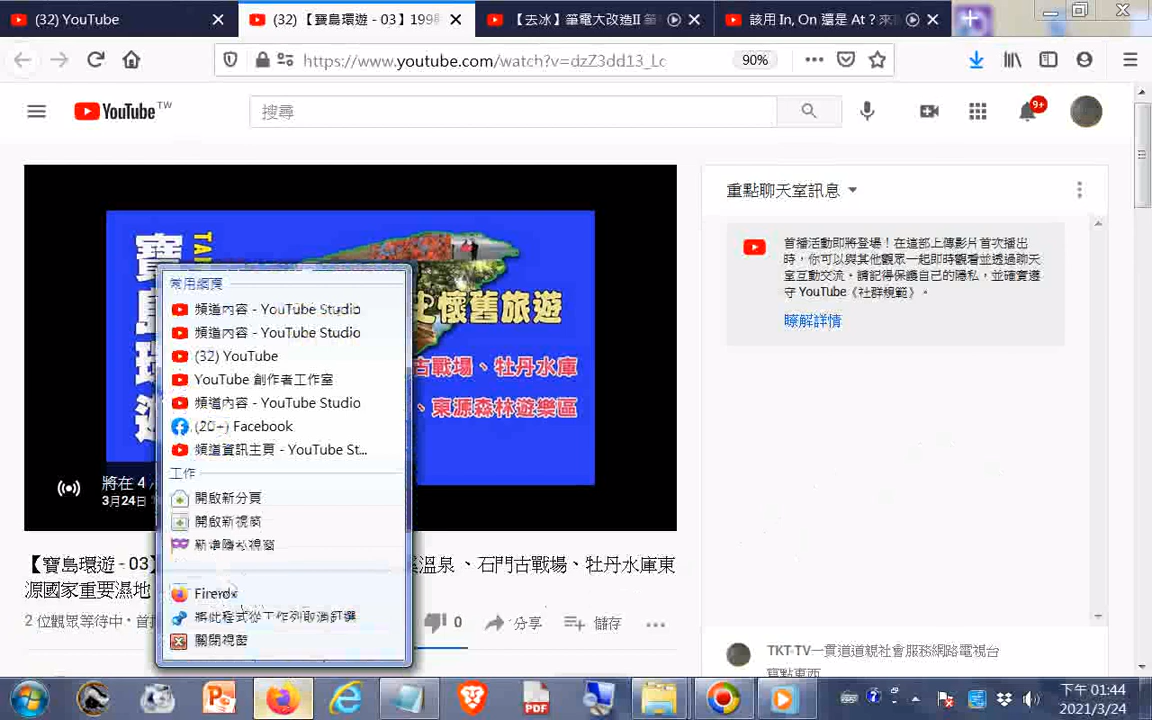 (32) YouTube
(32) 【寶島環遊 - 03】1998
【去冰】筆電大改造II 筆
該用 In, On 還是 At ? 來
https://www.youtube.com/watch?v=dzZ3dd13_Lc
90%
YouTube TW
搜尋
9+
寶島環遊
TAI
史懷舊旅遊
古戰場、牡丹水庫
、東源森林遊樂區
將在 4
3月24日
重點聊天室訊息
首播活動即將登場！在這部上傳影片首次播出
時，你可以與其他觀眾一起即時觀看並透過聊天
室互動交流。請記得保護自己的隱私，並確實遵
守 YouTube《社群規範》。
瞭解詳情
常用網頁
頻道內容 - YouTube Studio
頻道內容 - YouTube Studio
(32) YouTube
YouTube 創作者工作室
頻道內容 - YouTube Studio
(20+) Facebook
頻道資訊主頁 - YouTube St...
工作
開啟新分頁
開啟新視窗
新增隱私視窗
Firefox
將此程式從工作列取消釘選
關閉視窗
【寶島環遊 - 03】
溫泉 、石門古戰場、牡丹水庫東
源國家重要濕地
2 位觀眾等待中。首
0
分享
儲存
TKT-TV一貫道道親社會服務網路電視台
PDF
下午 01:44
2021/3/24